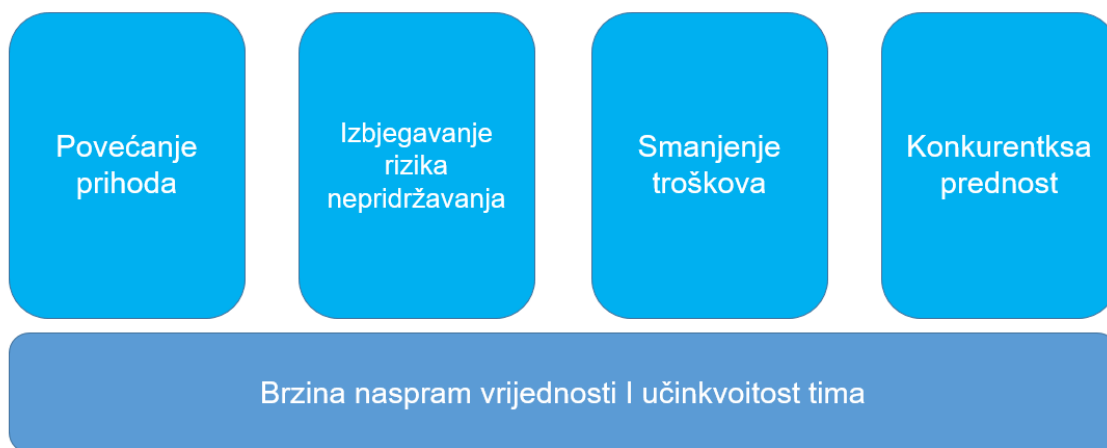 Povećanje
prihoda
Izbjegavanje
rizika
nepridržavanja
Smanjenje
troškova
Konkurentksa
prednost
Brzina naspram vrijednosti I učinkvoitost tima